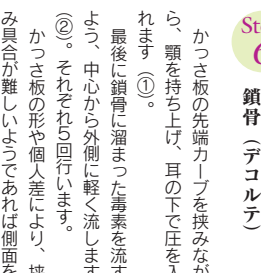 Ste
6
鎖骨（デコルテ）
かっさ板の先端カーブを挟みなが
ら、顎を持ち上げ、耳の下で圧を入
れます（①）。
最後に鎖骨に溜まった毒素を流す
よう、中心から外側に軽く流します
（②）。それぞれ５回行います。
かっさ板の形や個人差により、挟
み具合が難しいようであれば側面を